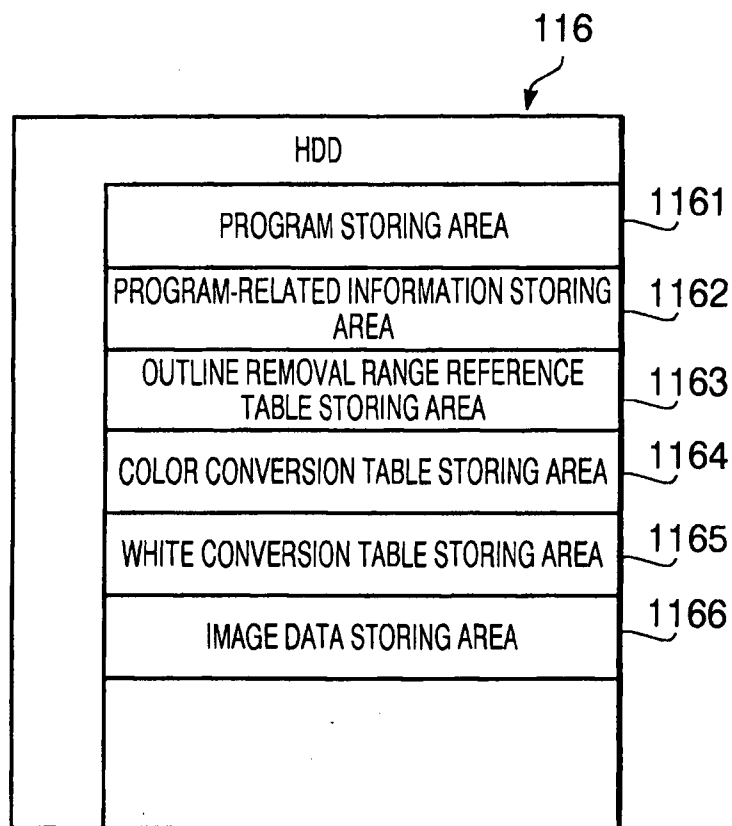 116
HDD
PROGRAM STORING AREA
1161
PROGRAM-RELATED INFORMATION STORING
AREA
1162
OUTLINE REMOVAL RANGE REFERENCE
TABLE STORING AREA
1163
COLOR CONVERSION TABLE STORING AREA
1164
WHITE CONVERSION TABLE STORING AREA
1165
IMAGE DATA STORING AREA
1166